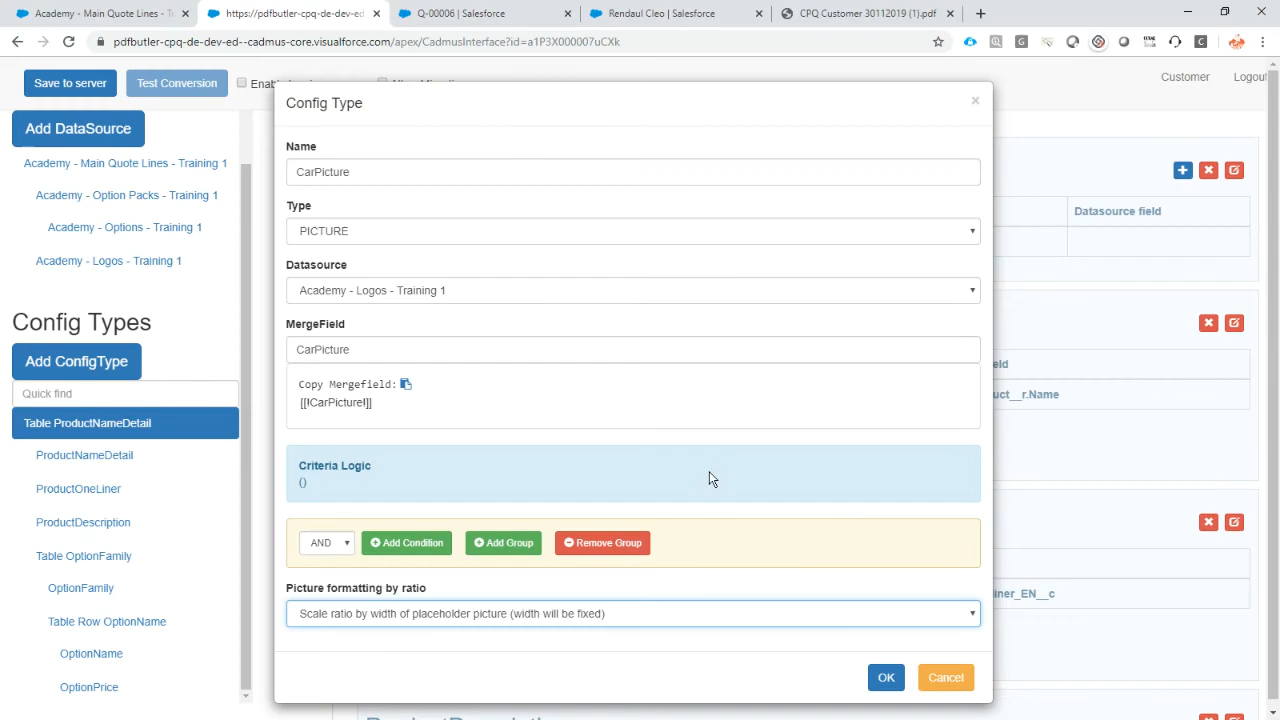 Academy - Main Quote Lines - T
https://pdfbutler-cpq-de-dev-ed
Q-00006 | Salesforce
Rendaul Cleo | Salesforce
CPQ Customer 30112019 (1).pdf
pdfbutler-cpq-de-dev-ed--cadmus-core.visualforce.com/apex/CadmusInterface?id=a1P3X000007uCXk
Save to server
Test Conversion
Enab
Customer
Logout
Config Type
Add DataSource
Academy - Main Quote Lines - Training 1
Academy - Option Packs - Training 1
Academy - Options - Training 1
Academy - Logos - Training 1
Config Types
Add ConfigType
Quick find
Table ProductNameDetail
ProductNameDetail
ProductOneLiner
ProductDescription
Table OptionFamily
OptionFamily
Table Row OptionName
OptionName
OptionPrice
Name
CarPicture
Type
PICTURE
Datasource
Academy - Logos - Training 1
MergeField
CarPicture
Copy Mergefield:
[[!CarPicture!]]
Criteria Logic
()
AND
Add Condition
Add Group
Remove Group
Picture formatting by ratio
Scale ratio by width of placeholder picture (width will be fixed)
OK
Cancel
Datasource field
eld
uct__r.Name
iner_EN__c